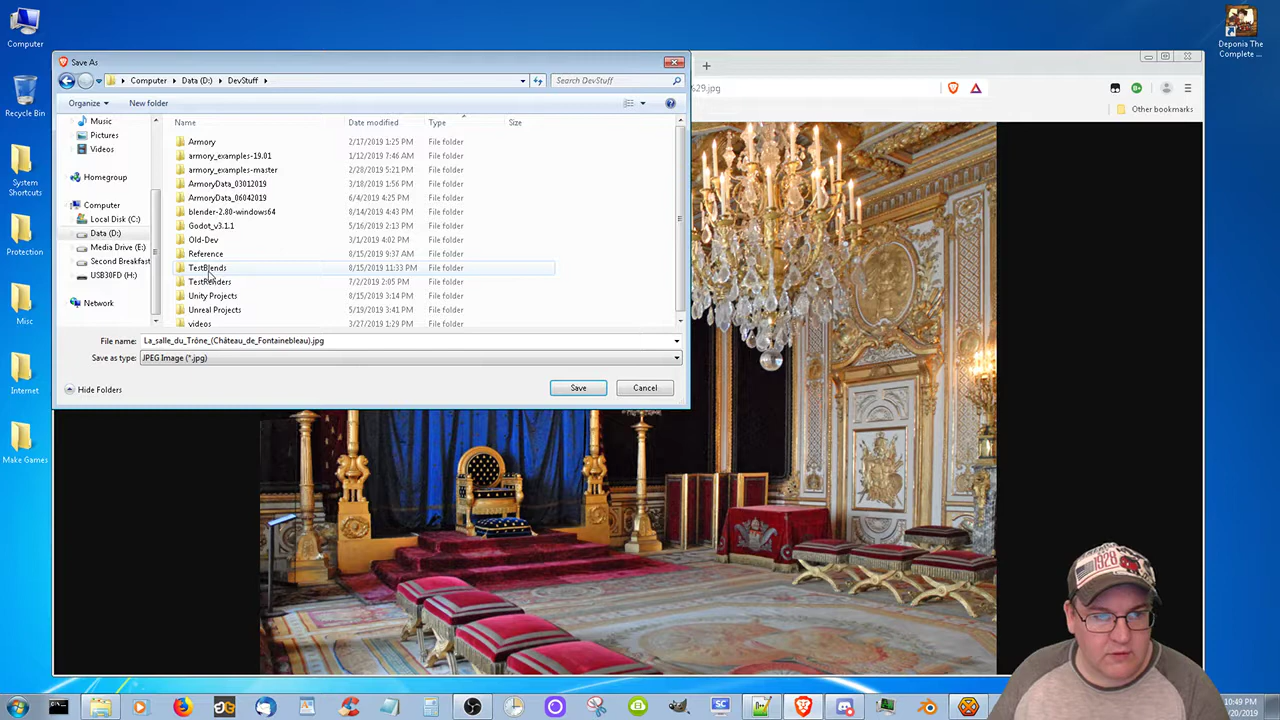 Computer
Recycle Bin
System Shortcuts
Protection
Misc
Internet
Make Games
Deponia The Complete ...
Save As
Computer
Data (D:)
DevStuff
Search DevStuff
Organize
New folder
Name
Date modified
Type
Size
Music
Pictures
Videos
Homegroup
Computer
Local Disk (C:)
Data (D:)
Media Drive (E:)
Second Breakfast
USB30FD (H:)
Network
Armory 2/17/2019 1:25 PM File folder
armory_examples-19.01 1/12/2019 7:46 AM File folder
armory_examples-master 2/28/2019 5:21 PM File folder
ArmoryData_03012019 3/18/2019 1:56 PM File folder
ArmoryData_06042019 6/4/2019 4:25 PM File folder
blender-2.80-windows64 8/14/2019 4:43 PM File folder
Godot_v3.1.1 5/16/2019 2:13 PM File folder
Old-Dev 3/1/2019 4:02 PM File folder
Reference 8/15/2019 9:37 AM File folder
TestBlends 8/15/2019 11:33 PM File folder
TestRenders 7/2/2019 2:05 PM File folder
Unity Projects 8/15/2019 3:14 PM File folder
Unreal Projects 5/19/2019 3:41 PM File folder
videos 3/27/2019 1:29 PM File folder
File name: La_salle_du_Trône_(Château_de_Fontainebleau).jpg
Save as type: JPEG Image (*.jpg)
Hide Folders
Save
Cancel
%29.jpg
Other bookmarks
SC
10:49 PM
/20/2019
1928